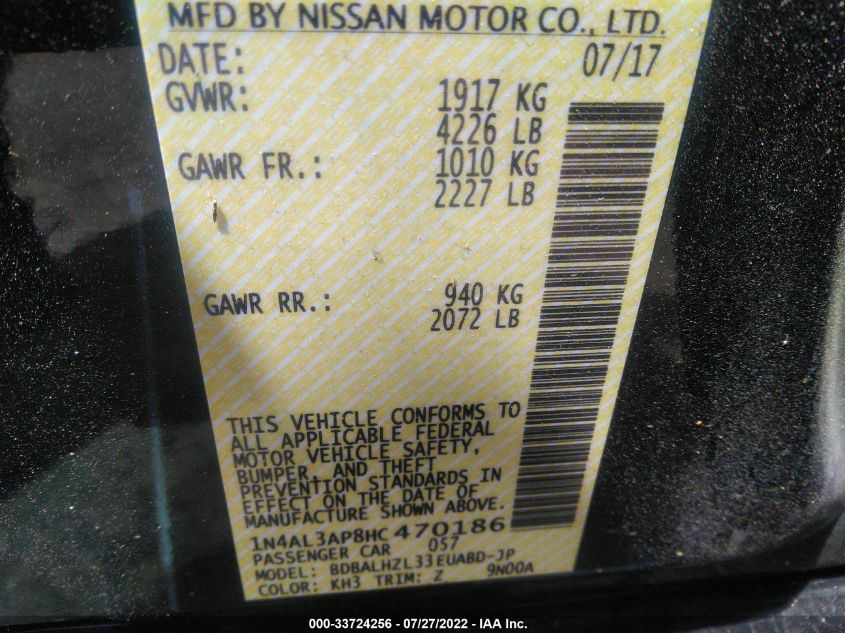 MFD BY NISSAN MOTOR CO., LTD.
DATE: 07/17
GVWR: 1917 KG
4226 LB
GAWR FR.: 1010 KG
2227 LB
GAWR RR.: 940 KG
2072 LB
THIS VEHICLE CONFORMS TO
ALL APPLICABLE FEDERAL
MOTOR VEHICLE SAFETY,
BUMPER, AND THEFT
PREVENTION STANDARDS IN
EFFECT ON THE DATE OF
MANUFACTURE SHOWN ABOVE.
1N4AL3AP8HC 470186
PASSENGER CAR 057
MODEL: BDBALHZL33EUABD-JP
COLOR: KH3 TRIM: Z 9N00A
000-33724256 - 07/27/2022 - IAA Inc.